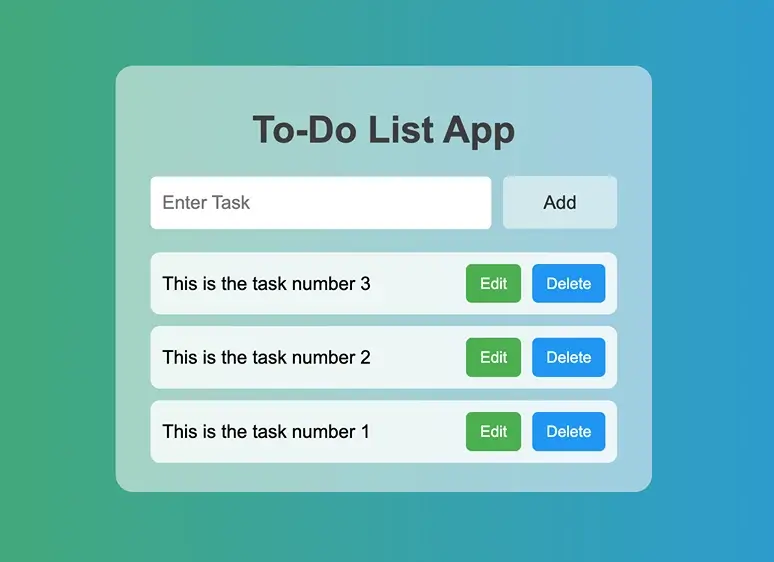 To-Do List App
Enter Task Add
This is the task number 3 Edit Delete
This is the task number 2 Edit Delete
This is the task number 1 Edit Delete